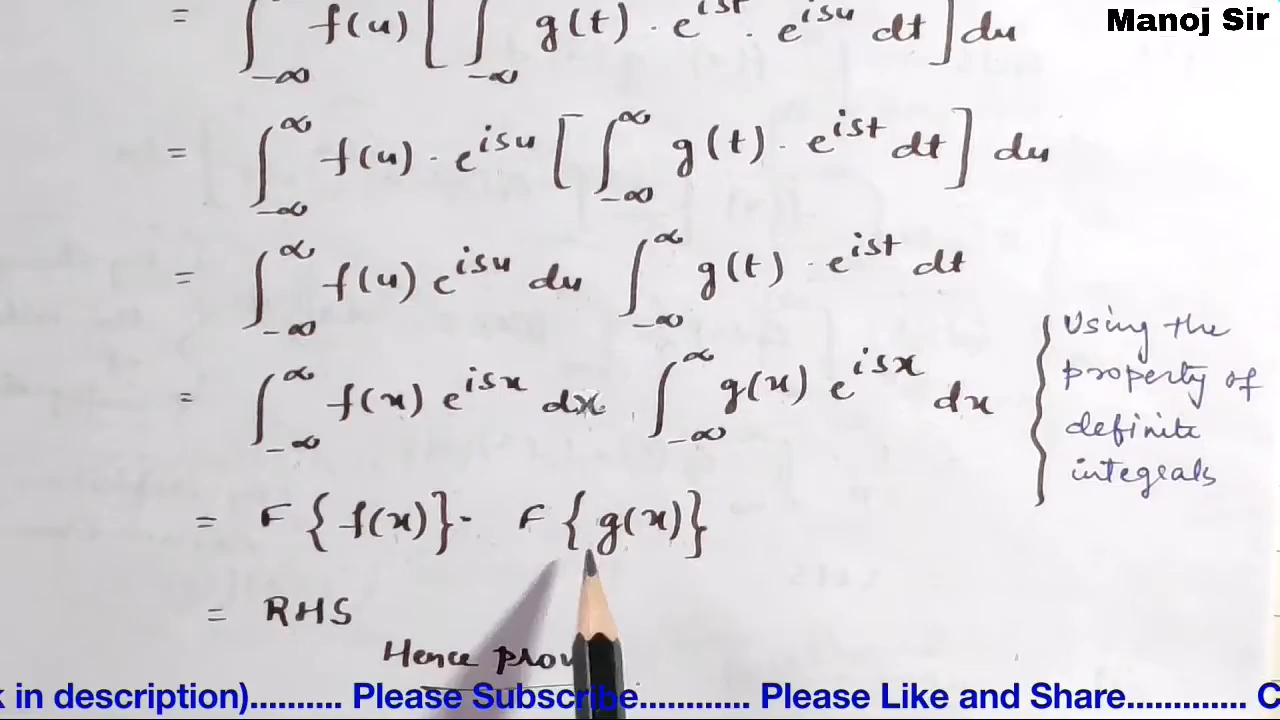 Manoj Sir
= ∫_{-∞} f(u) [ ∫_{-∞} g(t) · e^{ist} · e^{isu} dt ] du
= ∫_{-∞}^{∞} f(u) · e^{isu} [ ∫_{-∞}^{∞} g(t) · e^{ist} dt ] du
= ∫_{-∞}^{∞} f(u) e^{isu} du ∫_{-∞}^{∞} g(t) · e^{ist} dt
= ∫_{-∞}^{∞} f(x) e^{isx} dx ∫_{-∞}^{∞} g(x) e^{isx} dx
Using the
property of
definite
integrals
= F {f(x)} · F {g(x)}
= RHS
Hence
in description).......... Please Subscribe............ Please Like and Share.............